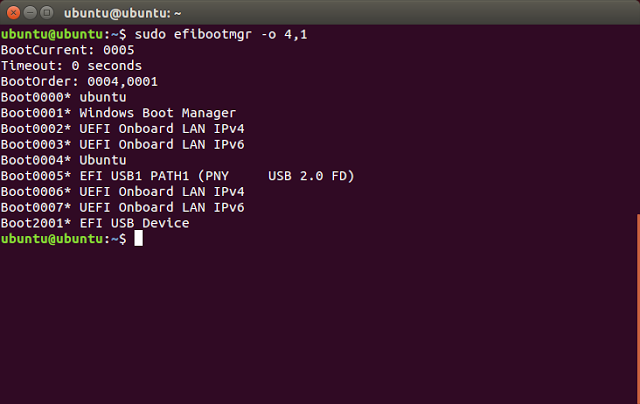 ubuntu@ubuntu: ~
ubuntu@ubuntu:~$ sudo efibootmgr -o 4,1
BootCurrent: 0005
Timeout: 0 seconds
BootOrder: 0004,0001
Boot0000* ubuntu
Boot0001* Windows Boot Manager
Boot0002* UEFI Onboard LAN IPv4
Boot0003* UEFI Onboard LAN IPv6
Boot0004* Ubuntu
Boot0005* EFI USB1 PATH1 (PNY     USB 2.0 FD)
Boot0006* UEFI Onboard LAN IPv4
Boot0007* UEFI Onboard LAN IPv6
Boot2001* EFI USB Device
ubuntu@ubuntu:~$